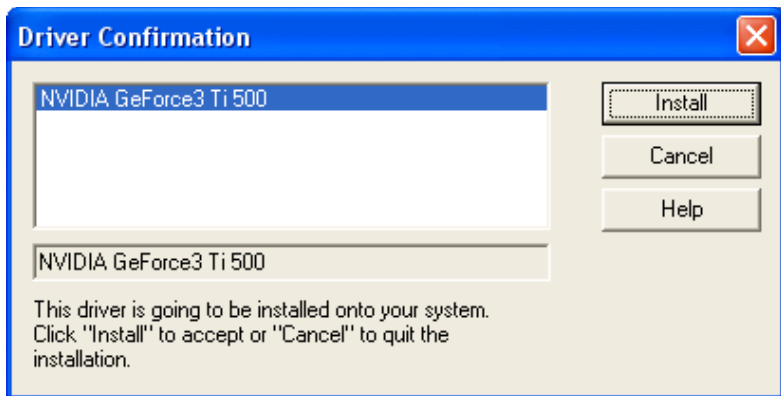 Driver Confirmation
NVIDIA GeForce3 Ti 500
Install
Cancel
Help
NVIDIA GeForce3 Ti 500
This driver is going to be installed onto your system.
Click "Install" to accept or "Cancel" to quit the
installation.